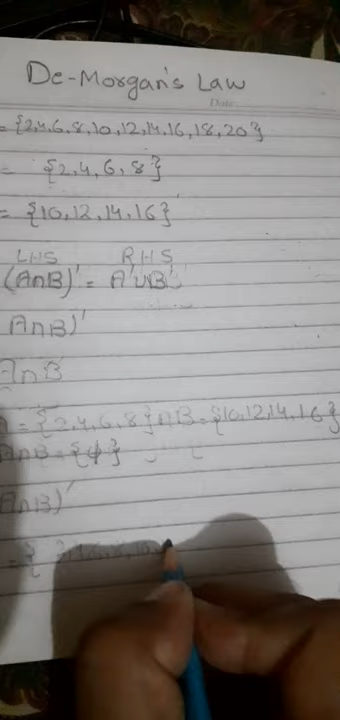 De-Morgan's Law
Date:
= {2,4,6,8,10,12,14,16,18,20}
= {2,4,6,8}
= {10,12,14,16}
LHS RHS
(A∩B)' = A'∪B'
A∩B)'
A∩B
= {2,4,6,8} ∩B = {10,12,14,16}
A∩B = {ϕ}
A∩B)'
= {